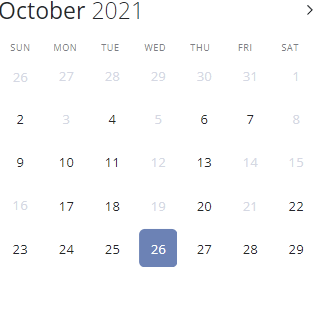 October 2021
SUN MON TUE WED THU FRI SAT
26 27 28 29 30 31 1
2 3 4 5 6 7 8
9 10 11 12 13 14 15
16 17 18 19 20 21 22
23 24 25 26 27 28 29